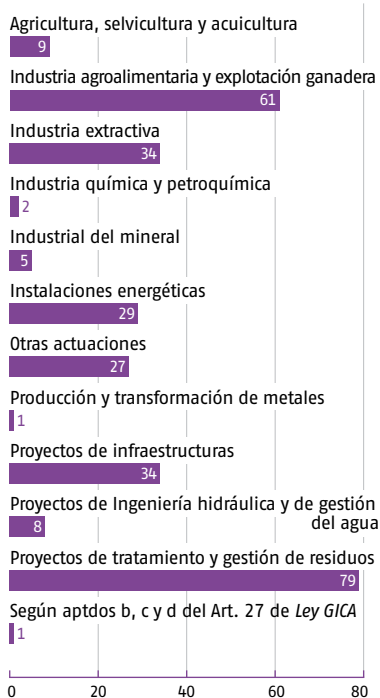 Agricultura, selvicultura y acuicultura
9
Industria agroalimentaria y explotación ganadera
61
Industria extractiva
34
Industria química y petroquímica
2
Industrial del mineral
5
Instalaciones energéticas
29
Otras actuaciones
27
Producción y transformación de metales
1
Proyectos de infraestructuras
34
Proyectos de Ingeniería hidráulica y de gestión
del agua
8
Proyectos de tratamiento y gestión de residuos
79
Según aptdos b, c y d del Art. 27 de Ley GICA
1
0 20 40 60 80